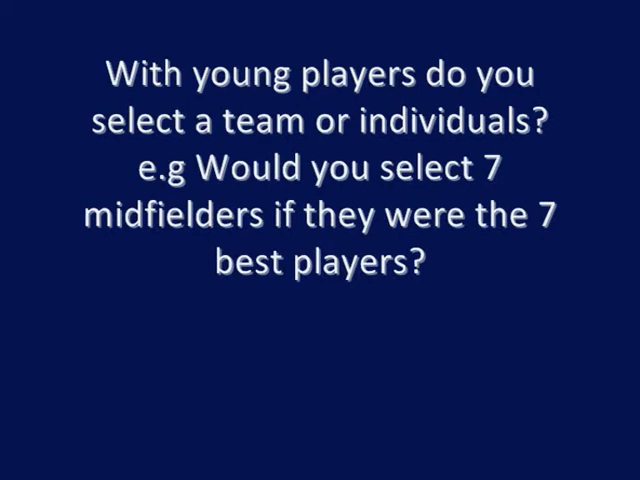 With young players do you
select a team or individuals?
e.g Would you select 7
midfielders if they were the 7
best players?